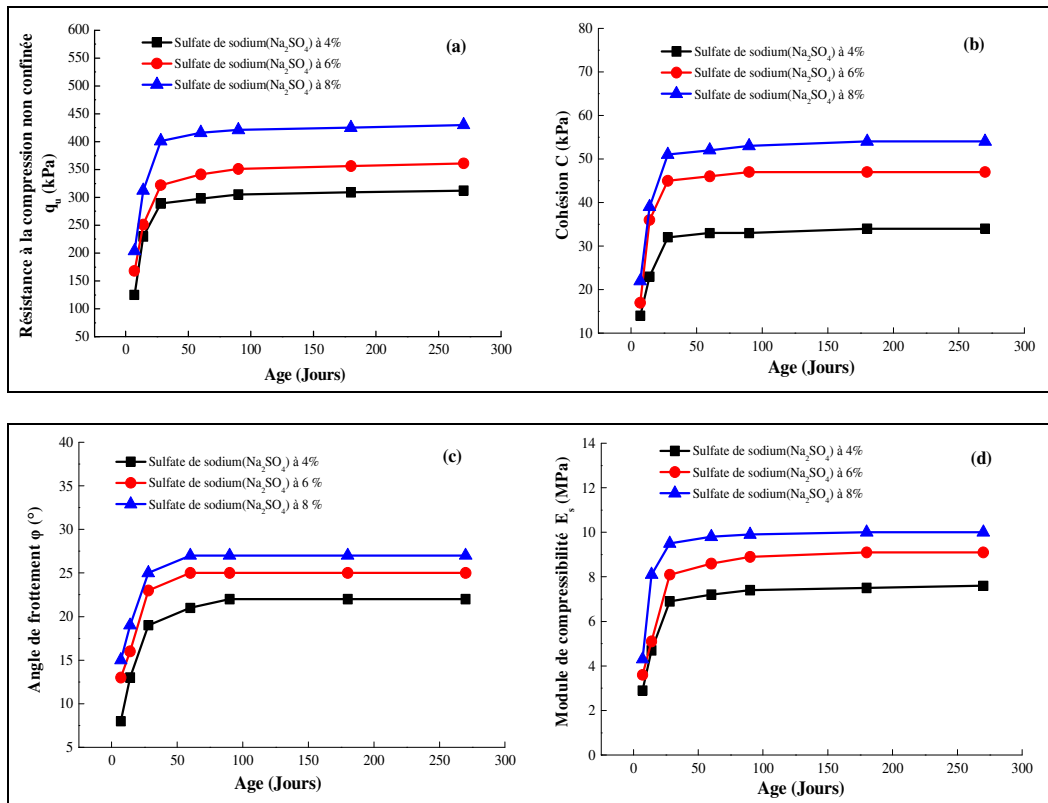 (a)
Sulfate de sodium(Na₂SO₄) à 4%
Sulfate de sodium(Na₂SO₄) à 6%
Sulfate de sodium(Na₂SO₄) à 8%
Résistance à la compression non confinée
qᵤ (kPa)
600
550
500
450
400
350
300
250
200
150
100
50
0 50 100 150 200 250 300
Age (Jours)
(b)
Sulfate de sodium(Na₂SO₄) à 4%
Sulfate de sodium(Na₂SO₄) à 6%
Sulfate de sodium(Na₂SO₄) à 8%
Cohésion C (kPa)
80
70
60
50
40
30
20
10
0 50 100 150 200 250 300
Age (Jours)
(c)
Sulfate de sodium(Na₂SO₄) à 4%
Sulfate de sodium(Na₂SO₄) à 6 %
Sulfate de sodium(Na₂SO₄) à 8 %
Angle de frottement φ (°)
40
35
30
25
20
15
10
5
0 50 100 150 200 250 300
Age (Jours)
(d)
Sulfate de sodium(Na₂SO₄) à 4%
Sulfate de sodium(Na₂SO₄) à 6%
Sulfate de sodium(Na₂SO₄) à 8%
Module de compressibilité Eₛ (MPa)
14
12
10
8
6
4
2
0
0 50 100 150 200 250 300
Age (Jours)